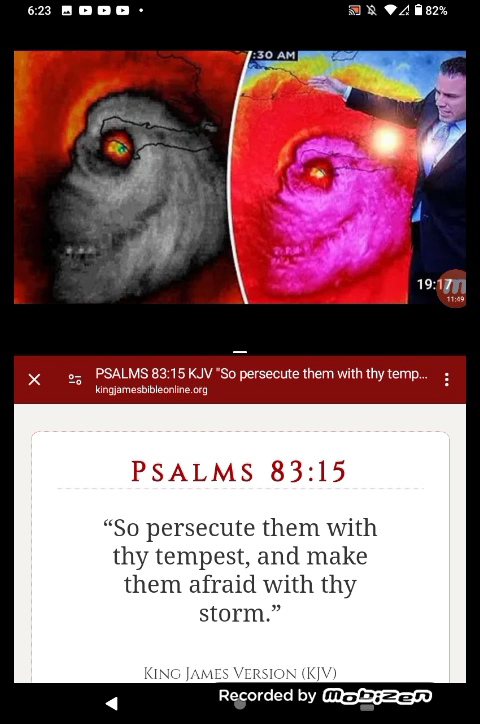 6:23
82%
:30 AM
19:17
11:49
PSALMS 83:15 KJV "So persecute them with thy temp...
kingjamesbibleonline.org
PSALMS 83:15
“So persecute them with
thy tempest, and make
them afraid with thy
storm.”
KING JAMES VERSION (KJV)
Recorded by Mobizen